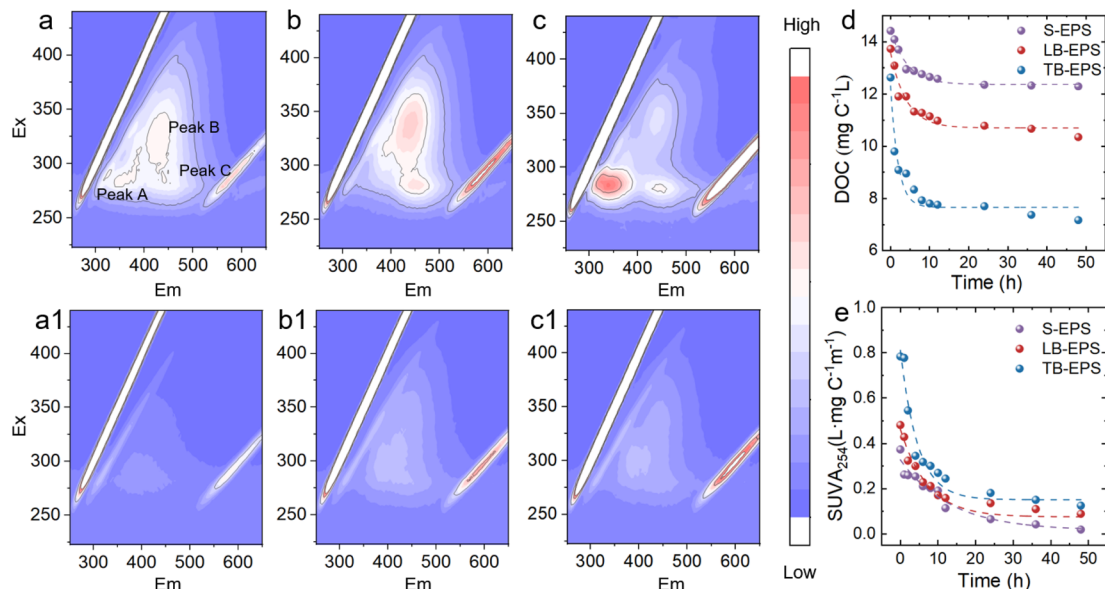 a
400
350
Ex
300
250
Peak B
Peak C
Peak A
300 400 500 600
Em
b
400
350
300
250
300 400 500 600
Em
c
400
350
300
250
300 400 500 600
Em
High
Low
d
16
14
12
10
8
6
DOC (mg C⁻¹L)
S-EPS
LB-EPS
TB-EPS
0 10 20 30 40 50
Time (h)
a1
400
350
Ex
300
250
300 400 500 600
Em
b1
400
350
300
250
300 400 500 600
Em
c1
400
350
300
250
300 400 500 600
Em
e
1.0
0.8
0.6
0.4
0.2
0.0
SUVA₂₅₄(L·mg C⁻¹m⁻¹)
S-EPS
LB-EPS
TB-EPS
0 10 20 30 40 50
Time (h)